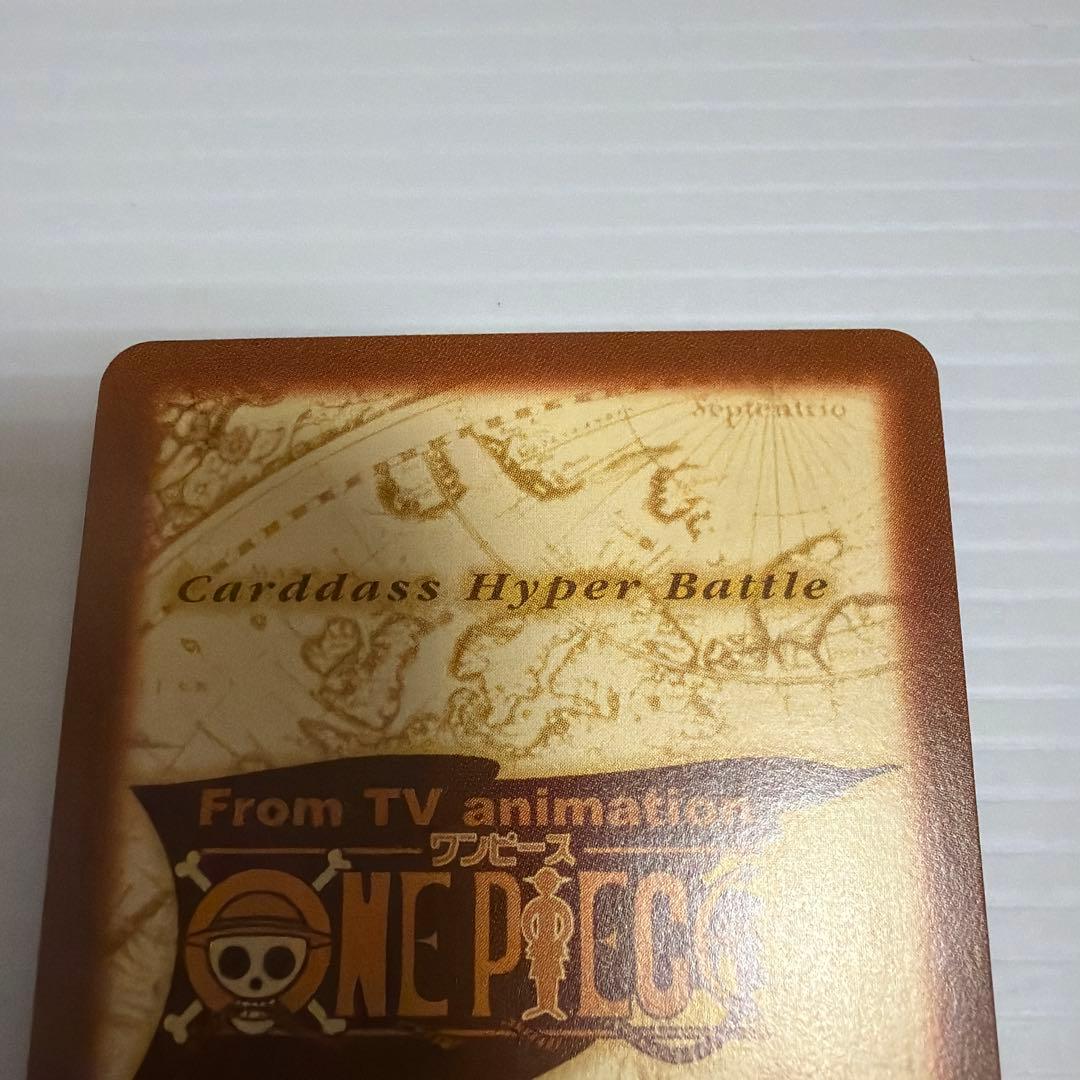 Septentrio
Carddass Hyper Battle
From TV animation
ワンピース
ONE PIECE